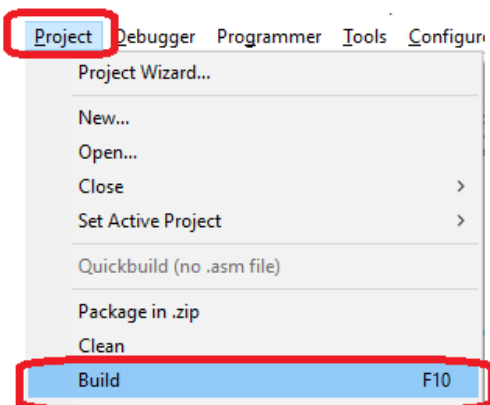 Project Debugger Programmer Tools Configure
Project Wizard...
New...
Open...
Close >
Set Active Project >
Quickbuild (no .asm file)
Package in .zip
Clean
Build F10